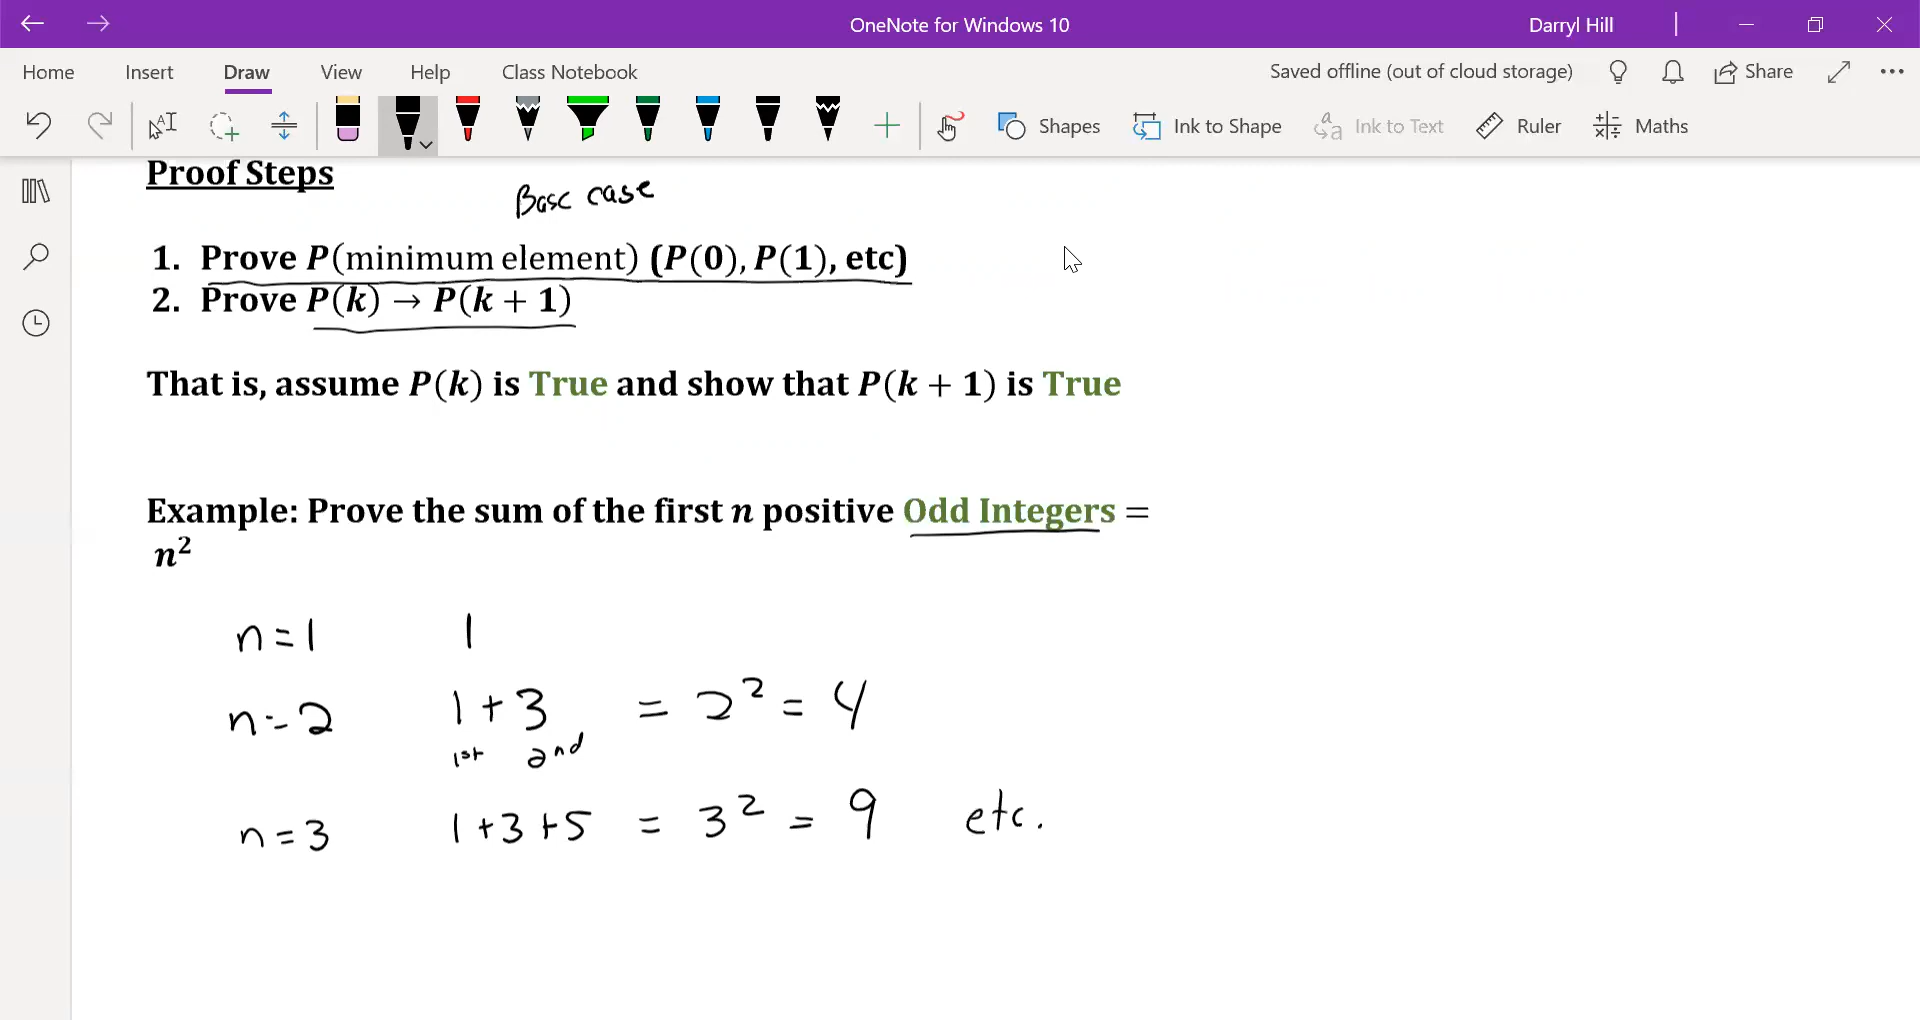 OneNote for Windows 10 Darryl Hill
Home Insert Draw View Help Class Notebook Saved offline (out of cloud storage) Share
Shapes Ink to Shape Ink to Text Ruler Maths
Proof Steps
Base case
1. Prove P(minimum element) (P(0), P(1), etc)
2. Prove P(k) → P(k + 1)
That is, assume P(k) is True and show that P(k + 1) is True
Example: Prove the sum of the first n positive Odd Integers =
n²
n=1 1
n=2 1+3 = 2² = 4
1st 2nd
n=3 1+3+5 = 3² = 9 etc.